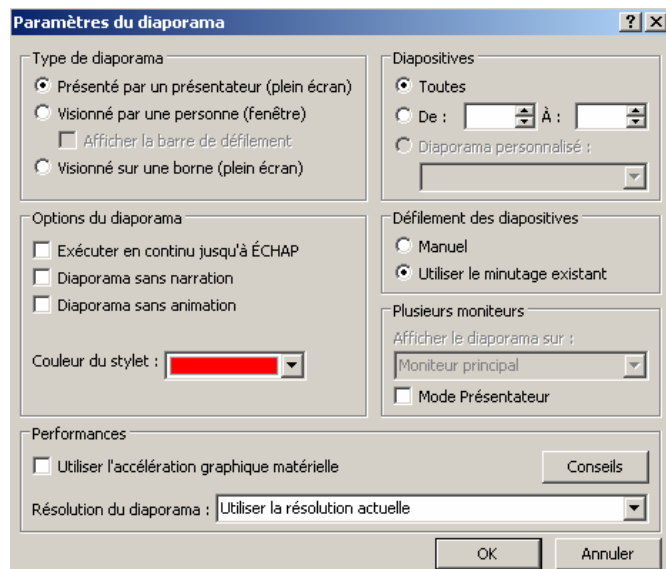 Paramètres du diaporama
Type de diaporama
Présenté par un présentateur (plein écran)
Visionné par une personne (fenêtre)
Afficher la barre de défilement
Visionné sur une borne (plein écran)
Diapositives
Toutes
De : À :
Diaporama personnalisé :
Options du diaporama
Exécuter en continu jusqu'à ÉCHAP
Diaporama sans narration
Diaporama sans animation
Couleur du stylet :
Défilement des diapositives
Manuel
Utiliser le minutage existant
Plusieurs moniteurs
Afficher le diaporama sur :
Moniteur principal
Mode Présentateur
Performances
Utiliser l'accélération graphique matérielle
Conseils
Résolution du diaporama : Utiliser la résolution actuelle
OK Annuler